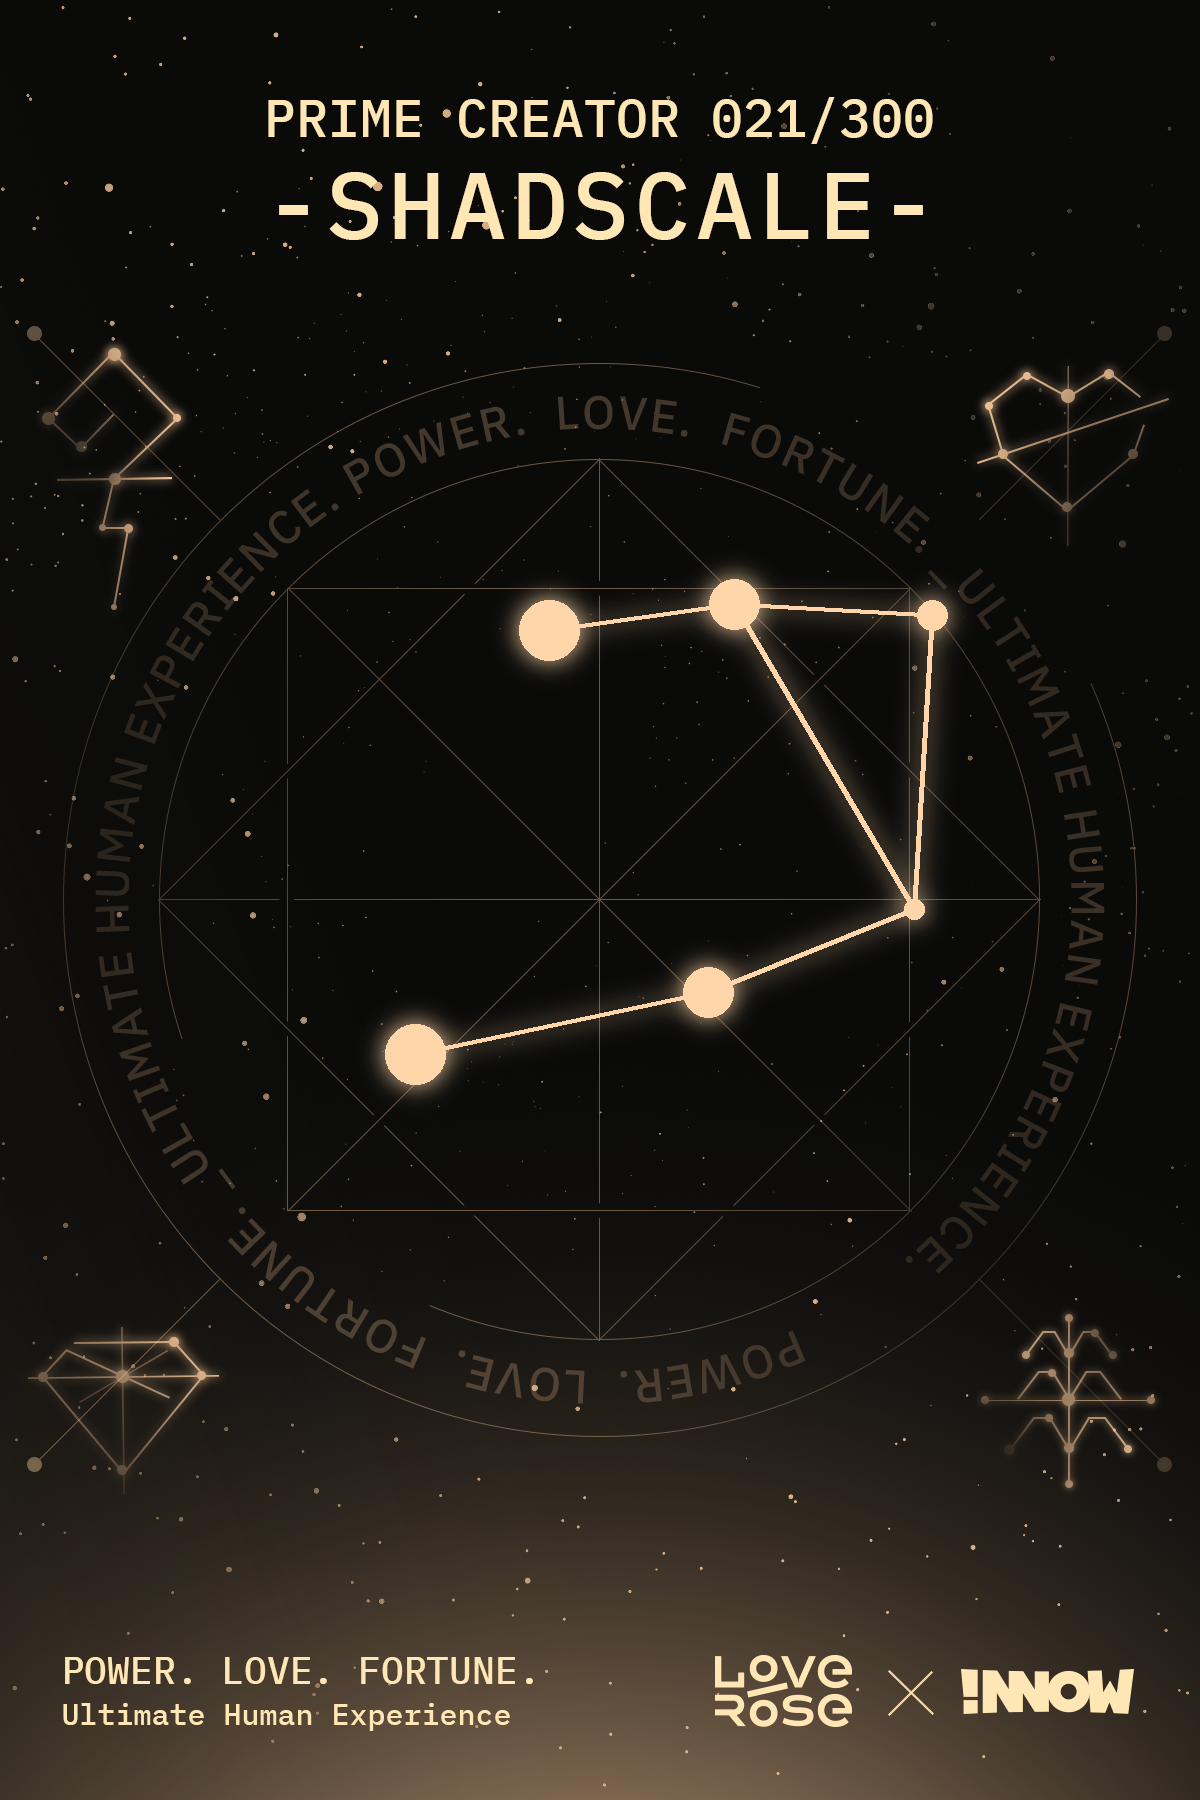 PRIME CREATOR 021/300
-SHADSCALE-
POWER. LOVE. FORTUNE. – ULTIMATE HUMAN EXPERIENCE.
POWER. LOVE. FORTUNE. – ULTIMATE HUMAN EXPERIENCE.
POWER. LOVE. FORTUNE.
Ultimate Human Experience
LOVE
ROSE
!NNOW